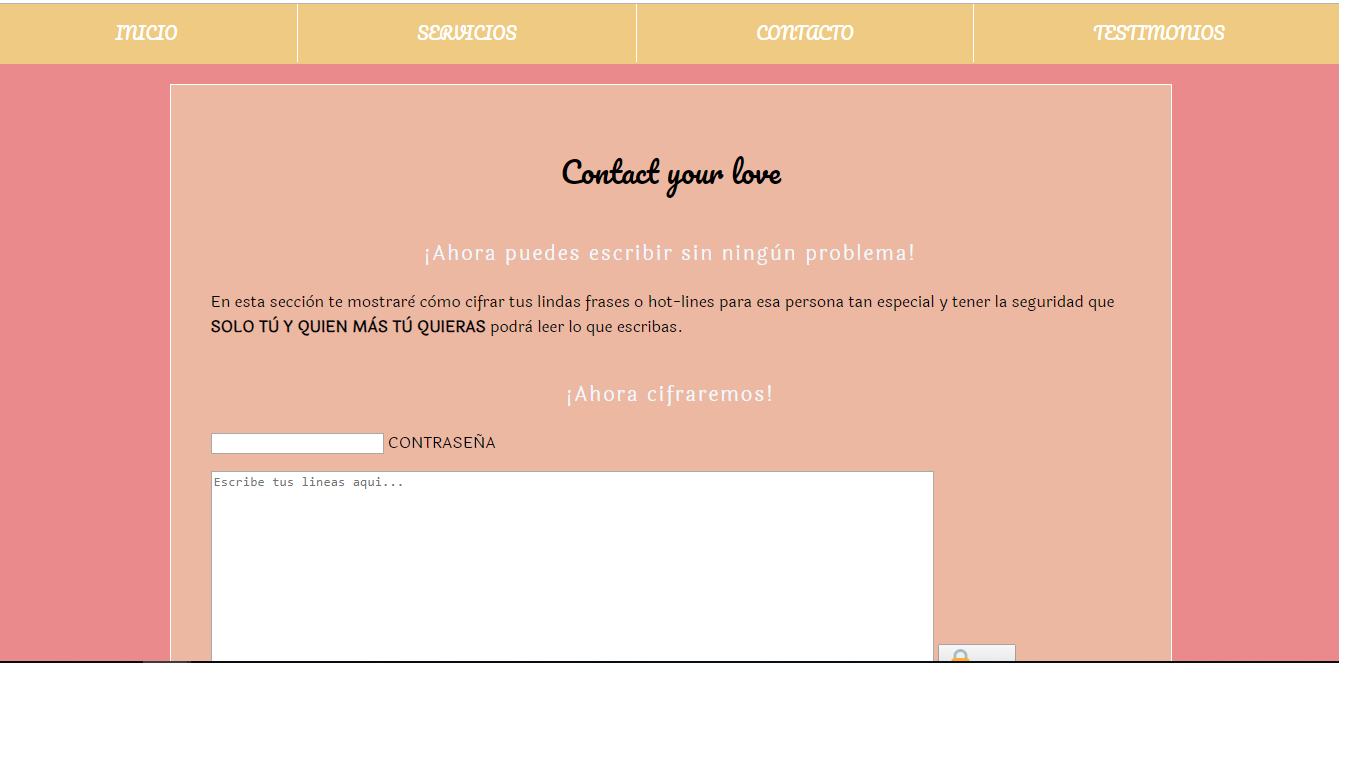 INICIO SERVICIOS CONTACTO TESTIMONIOS
Contact your love
¡Ahora puedes escribir sin ningún problema!
En esta sección te mostraré cómo cifrar tus lindas frases o hot-lines para esa persona tan especial y tener la seguridad que
SOLO TÚ Y QUIEN MÁS TÚ QUIERAS podrá leer lo que escribas.
¡Ahora cifraremos!
CONTRASEÑA
Escribe tus lineas aqui...